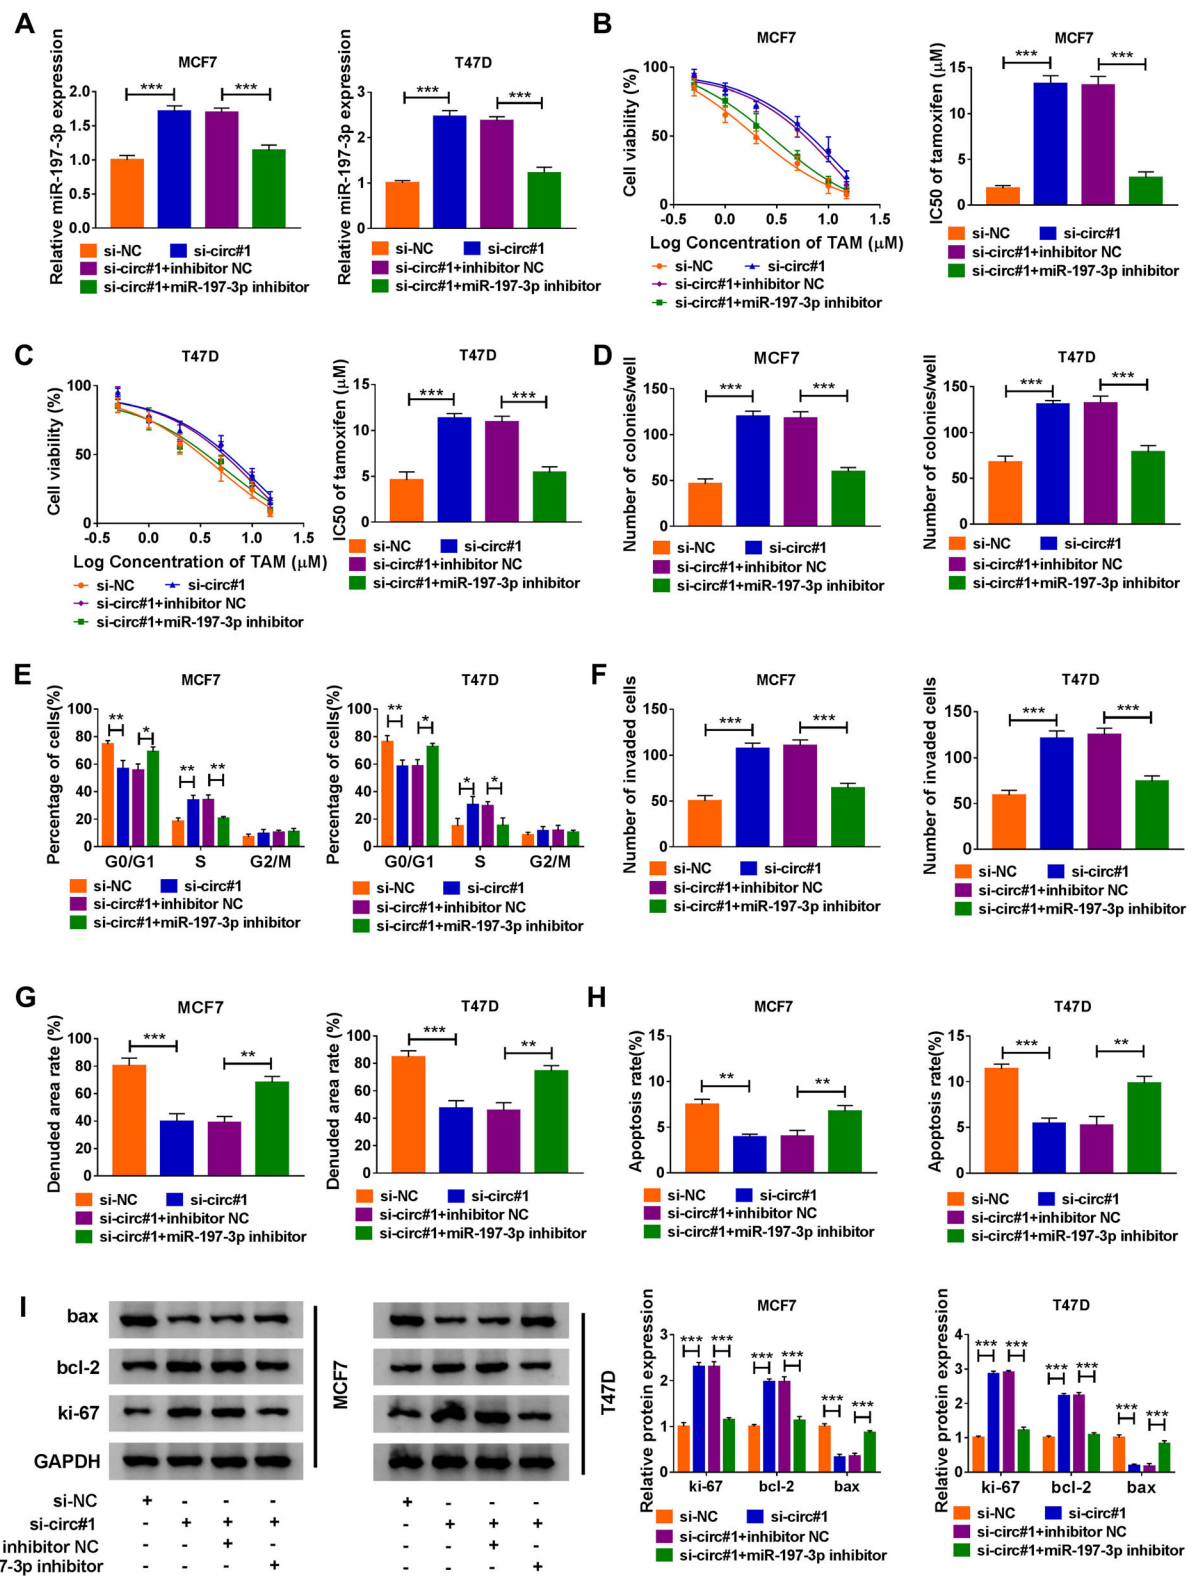 A
MCF7
Relative miR-197-3p expression
2.0
1.5
1.0
0.5
0.0
***
***
si-NC
si-circ#1
si-circ#1+inhibitor NC
si-circ#1+miR-197-3p inhibitor
T47D
Relative miR-197-3p expression
3
2
1
0
***
***
si-NC
si-circ#1
si-circ#1+inhibitor NC
si-circ#1+miR-197-3p inhibitor
B
MCF7
Cell viability (%)
100
50
0
-0.5 0.0 0.5 1.0 1.5
Log Concentration of TAM (μM)
si-NC
si-circ#1
si-circ#1+inhibitor NC
si-circ#1+miR-197-3p inhibitor
MCF7
IC50 of tamoxifen (μM)
15
10
5
0
***
***
si-NC
si-circ#1
si-circ#1+inhibitor NC
si-circ#1+miR-197-3p inhibitor
C
T47D
Cell viability (%)
100
50
0
-0.5 0.0 0.5 1.0 1.5
Log Concentration of TAM (μM)
si-NC
si-circ#1
si-circ#1+inhibitor NC
si-circ#1+miR-197-3p inhibitor
T47D
IC50 of tamoxifen (μM)
15
10
5
0
***
***
si-NC
si-circ#1
si-circ#1+inhibitor NC
si-circ#1+miR-197-3p inhibitor
D
MCF7
Number of colonies/well
150
100
50
0
***
***
si-NC
si-circ#1
si-circ#1+inhibitor NC
si-circ#1+miR-197-3p inhibitor
T47D
Number of colonies/well
150
100
50
0
***
***
si-NC
si-circ#1
si-circ#1+inhibitor NC
si-circ#1+miR-197-3p inhibitor
E
MCF7
Percentage of cells(%)
100
80
60
40
20
0
**
*
**
**
G0/G1 S G2/M
si-NC
si-circ#1
si-circ#1+inhibitor NC
si-circ#1+miR-197-3p inhibitor
T47D
Percentage of cells(%)
100
80
60
40
20
0
**
*
*
*
G0/G1 S G2/M
si-NC
si-circ#1
si-circ#1+inhibitor NC
si-circ#1+miR-197-3p inhibitor
F
MCF7
Number of invaded cells
150
100
50
0
***
***
si-NC
si-circ#1
si-circ#1+inhibitor NC
si-circ#1+miR-197-3p inhibitor
T47D
Number of invaded cells
150
100
50
0
***
***
si-NC
si-circ#1
si-circ#1+inhibitor NC
si-circ#1+miR-197-3p inhibitor
G
MCF7
Denuded area rate (%)
100
80
60
40
20
0
***
**
si-NC
si-circ#1
si-circ#1+inhibitor NC
si-circ#1+miR-197-3p inhibitor
T47D
Denuded area rate (%)
100
80
60
40
20
0
***
**
si-NC
si-circ#1
si-circ#1+inhibitor NC
si-circ#1+miR-197-3p inhibitor
H
MCF7
Apoptosis rate(%)
15
10
5
0
**
**
si-NC
si-circ#1
si-circ#1+inhibitor NC
si-circ#1+miR-197-3p inhibitor
T47D
Apoptosis rate(%)
15
10
5
0
***
**
si-NC
si-circ#1
si-circ#1+inhibitor NC
si-circ#1+miR-197-3p inhibitor
I
bax
bcl-2
ki-67
GAPDH
MCF7
T47D
si-NC + - - - + - - -
si-circ#1 - + + + - + + +
inhibitor NC - - + - - - + -
7-3p inhibitor - - - + - - - +
MCF7
Relative protein expression
3
2
1
0
*** ***
*** ***
*** ***
ki-67 bcl-2 bax
si-NC
si-circ#1
si-circ#1+inhibitor NC
si-circ#1+miR-197-3p inhibitor
T47D
Relative protein expression
4
3
2
1
0
*** ***
*** ***
*** ***
ki-67 bcl-2 bax
si-NC
si-circ#1
si-circ#1+inhibitor NC
si-circ#1+miR-197-3p inhibitor